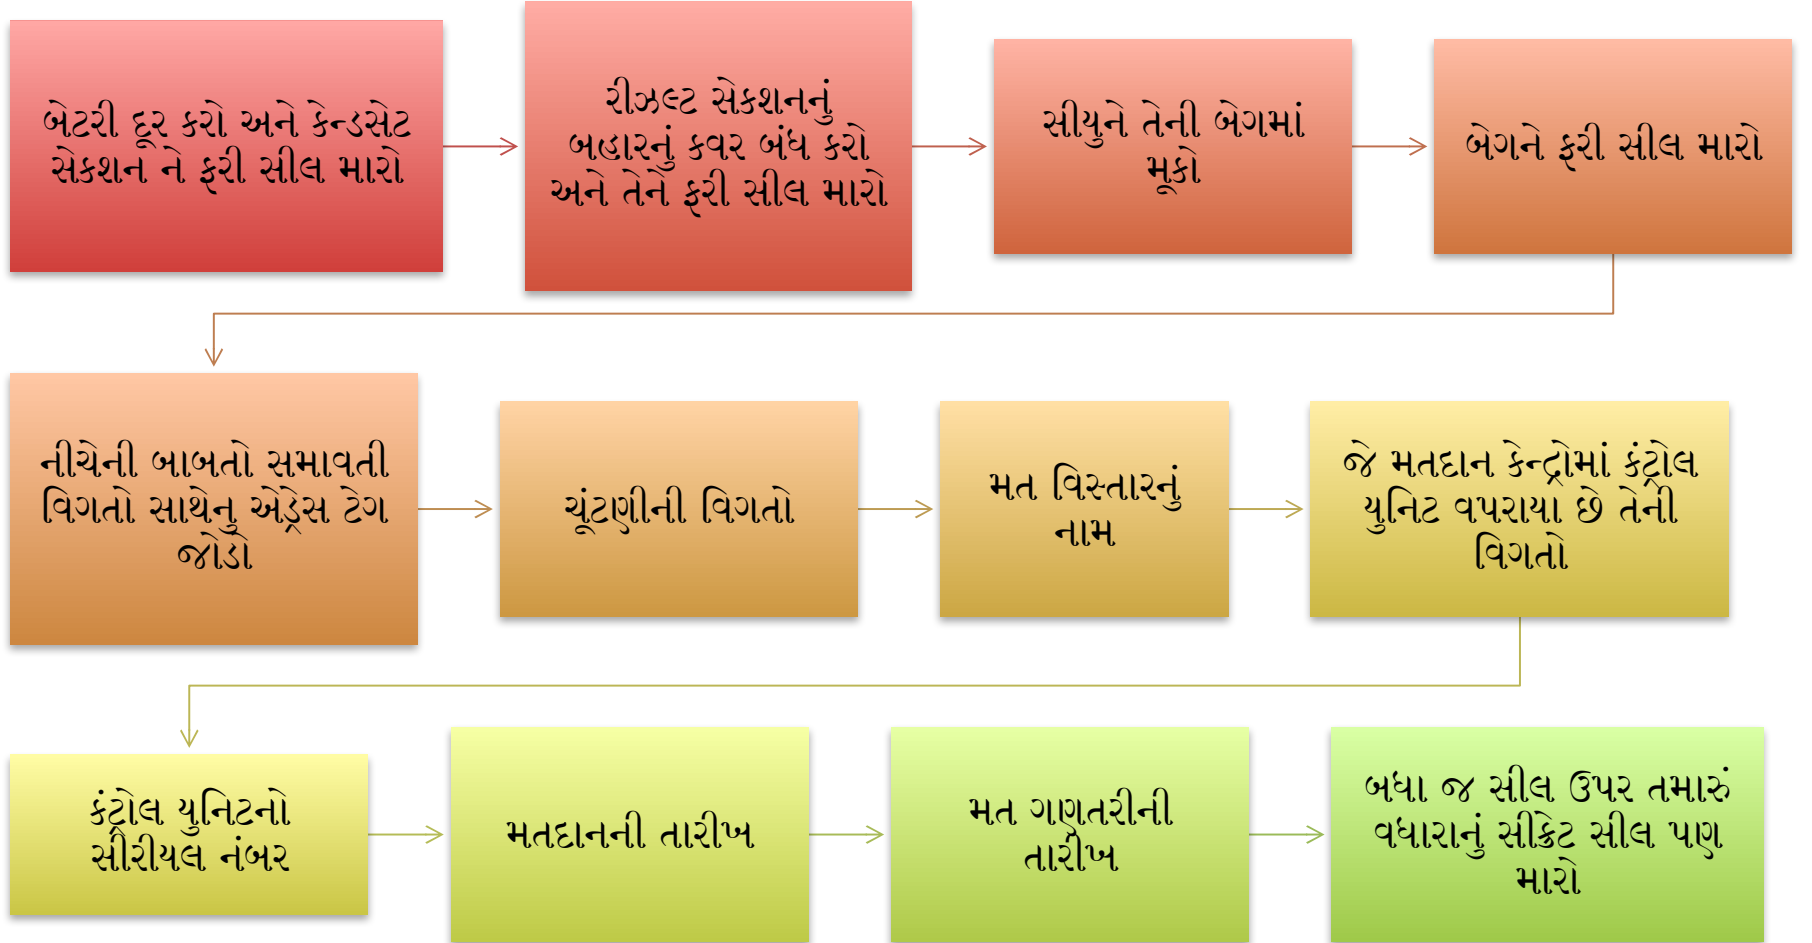 બેટરી દૂર કરો અને કેન્ડસેટ
સેકશન ને ફરી સીલ મારો
રીઝલ્ટ સેકશનનું
બહારનું કવર બંધ કરો
અને તેને ફરી સીલ મારો
સીયુને તેની બેગમાં
મૂકો
બેગને ફરી સીલ મારો
નીચેની બાબતો સમાવતી
વિગતો સાથેનુ એડ્રેસ ટેગ
જોડો
ચૂંટણીની વિગતો
મત વિસ્તારનું
નામ
જે મતદાન કેન્દ્રોમાં કંટ્રોલ
યુનિટ વપરાયા છે તેની
વિગતો
કંટ્રોલ યુનિટનો
સીરીયલ નંબર
મતદાનની તારીખ
મત ગણતરીની
તારીખ
બધા જ સીલ ઉપર તમારું
વધારાનું સીક્રેટ સીલ પણ
મારો